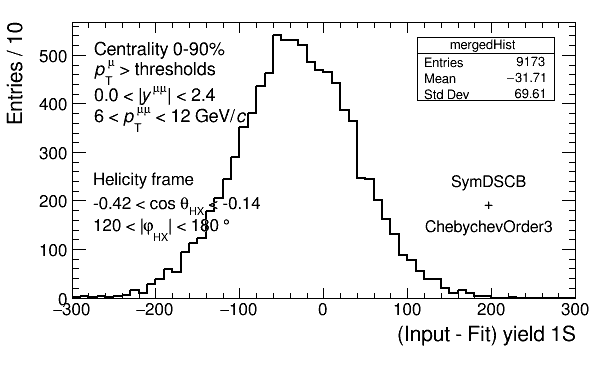 Entries / 10
500
400
300
200
100
0
Centrality 0-90%
p_T^μ > thresholds
0.0 < |y^μμ| < 2.4
6 < p_T^μμ < 12 GeV/c
Helicity frame
-0.42 < cos θ_HX < -0.14
120 < |φ_HX| < 180 °
mergedHist
Entries 9173
Mean −31.71
Std Dev 69.61
SymDSCB
+
ChebychevOrder3
−300 −200 −100 0 100 200 300
(Input - Fit) yield 1S